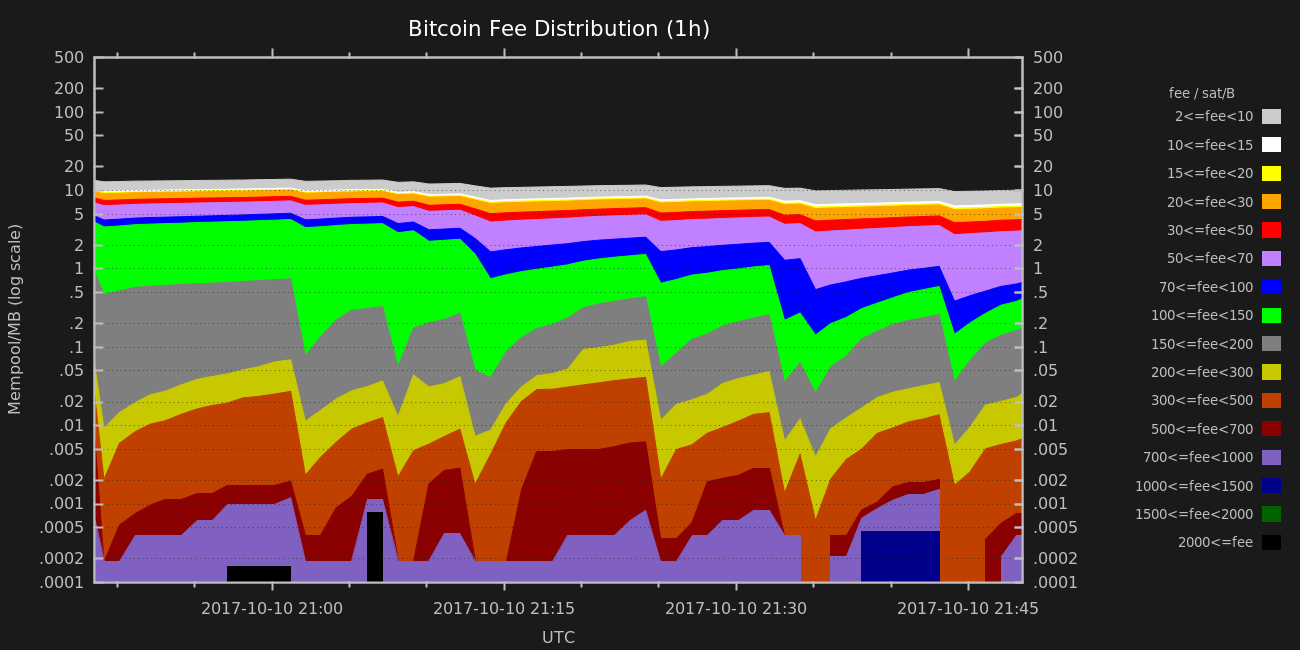 Bitcoin Fee Distribution (1h)
500 500
200 200
100 100
50 50
20 20
10 10
5 5
2 2
1 1
.5 .5
.2 .2
.1 .1
.05 .05
.02 .02
.01 .01
.005 .005
.002 .002
.001 .001
.0005 .0005
.0002 .0002
.0001 .0001
Mempool/MB (log scale)
2017-10-10 21:00 2017-10-10 21:15 2017-10-10 21:30 2017-10-10 21:45
UTC
fee / sat/B
2<=fee<10
10<=fee<15
15<=fee<20
20<=fee<30
30<=fee<50
50<=fee<70
70<=fee<100
100<=fee<150
150<=fee<200
200<=fee<300
300<=fee<500
500<=fee<700
700<=fee<1000
1000<=fee<1500
1500<=fee<2000
2000<=fee